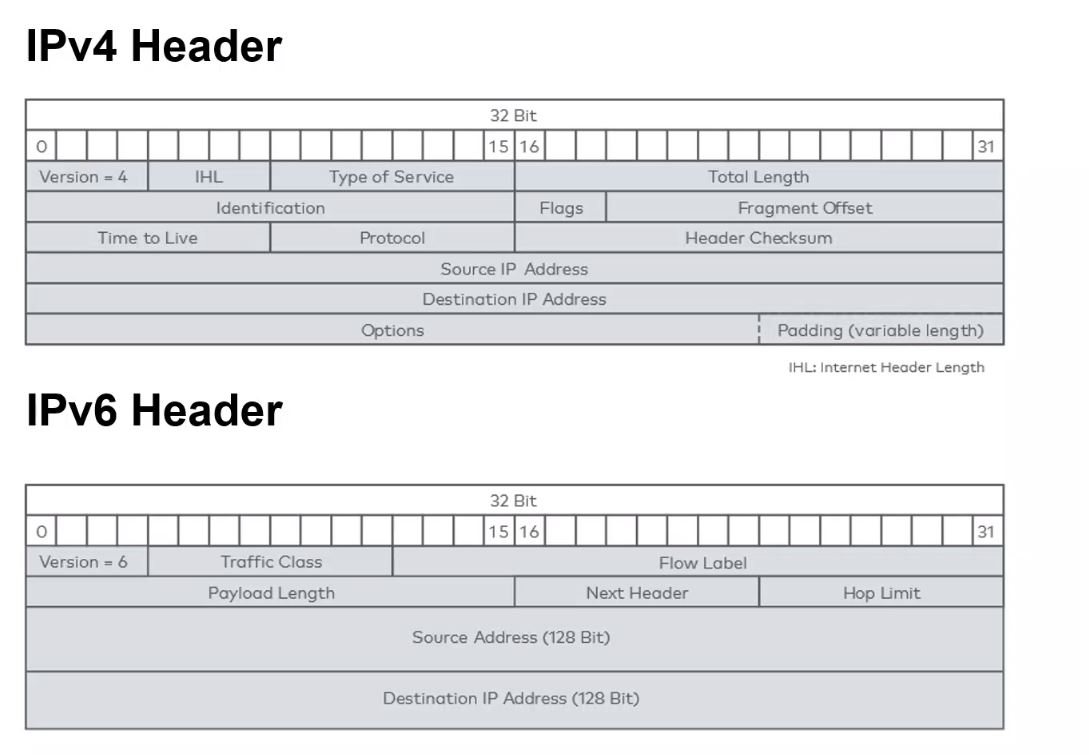 IPv4 Header
32 Bit
0 15 16 31
Version = 4 IHL Type of Service Total Length
Identification Flags Fragment Offset
Time to Live Protocol Header Checksum
Source IP Address
Destination IP Address
Options Padding (variable length)
IHL: Internet Header Length
IPv6 Header
32 Bit
0 15 16 31
Version = 6 Traffic Class Flow Label
Payload Length Next Header Hop Limit
Source Address (128 Bit)
Destination IP Address (128 Bit)